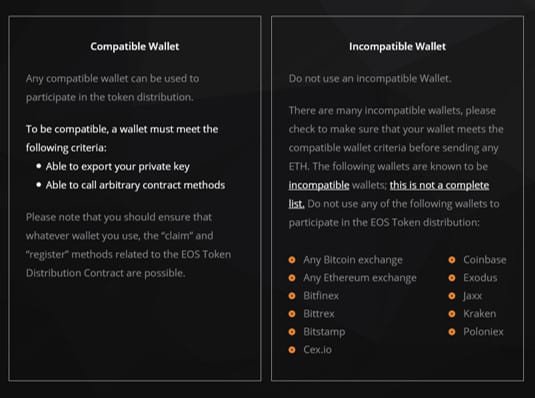 Compatible Wallet
Any compatible wallet can be used to
participate in the token distribution.
To be compatible, a wallet must meet the
following criteria:
Able to export your private key
Able to call arbitrary contract methods
Please note that you should ensure that
whatever wallet you use, the “claim” and
“register” methods related to the EOS Token
Distribution Contract are possible.
Incompatible Wallet
Do not use an incompatible Wallet.
There are many incompatible wallets, please
check to make sure that your wallet meets the
compatible wallet criteria before sending any
ETH. The following wallets are known to be
incompatible wallets; this is not a complete
list. Do not use any of the following wallets to
participate in the EOS Token distribution:
Any Bitcoin exchange
Any Ethereum exchange
Bitfinex
Bittrex
Bitstamp
Cex.io
Coinbase
Exodus
Jaxx
Kraken
Poloniex